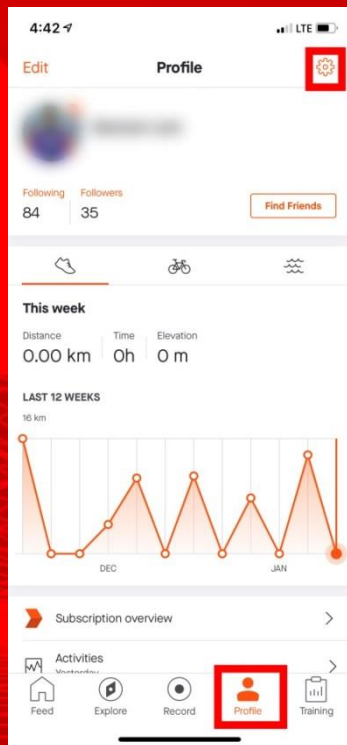 4:42 LTE
Edit Profile
Following Followers
84 35 Find Friends
This week
Distance Time Elevation
0.00 km 0h 0 m
LAST 12 WEEKS
16 km
DEC JAN
Subscription overview
Activities
Yesterday
Feed Explore Record Profile Training